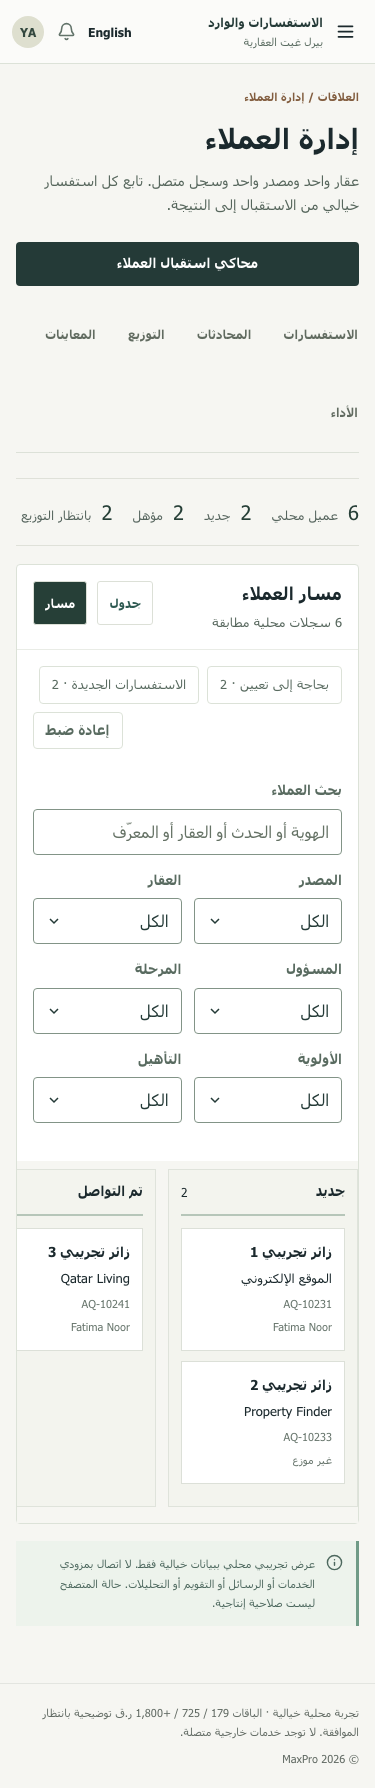 الاستفسارات والوارد
بيرل غيت العقارية
English
YA
العلاقات / إدارة العملاء
إدارة العملاء
عقار واحد ومصدر واحد وسجل متصل. تابع كل استفسار
خيالي من الاستقبال إلى النتيجة.
محاكي استقبال العملاء
الاستفسارات
المحادثات
التوزيع
المعاينات
الأداء
6 عميل محلي
2 جديد
2 مؤهل
2 بانتظار التوزيع
مسار العملاء
6 سجلات محلية مطابقة
جدول
مسار
بحاجة إلى تعيين · 2
الاستفسارات الجديدة · 2
إعادة ضبط
بحث العملاء
الهوية أو الحدث أو العقار أو المعرّف
المصدر
العقار
الكل
الكل
المسؤول
المرحلة
الكل
الكل
الأولوية
التأهيل
الكل
الكل
جديد
2
زائر تجريبي 1
الموقع الإلكتروني
AQ-10231
Fatima Noor
زائر تجريبي 2
Property Finder
AQ-10233
غير موزع
تم التواصل
زائر تجريبي 3
Qatar Living
AQ-10241
Fatima Noor
عرض تجريبي محلي ببيانات خيالية فقط. لا اتصال بمزودي
الخدمات أو الرسائل أو التقويم أو التحليلات. حالة المتصفح
ليست صلاحية إنتاجية.
تجربة محلية خيالية · الباقات 179 / 725 / +1,800 ر.ق توضيحية بانتظار
الموافقة. لا توجد خدمات خارجية متصلة.
© 2026 MaxPro